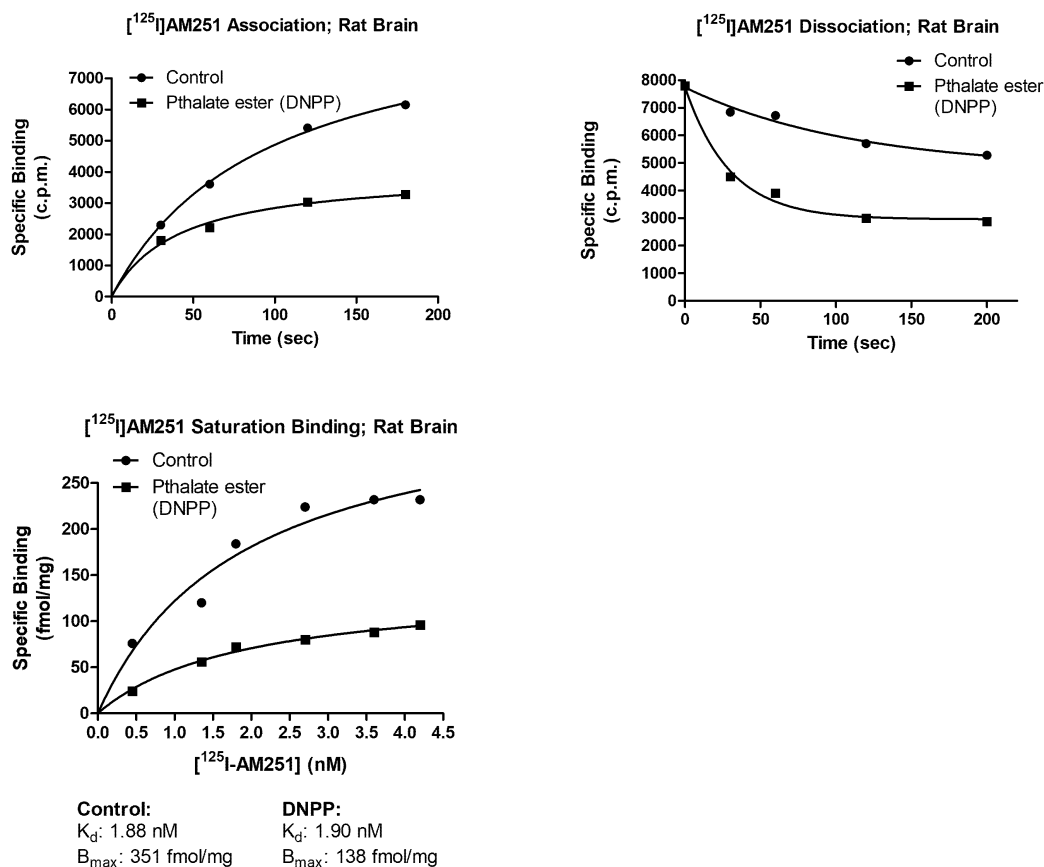 [¹²⁵I]AM251 Association; Rat Brain
Control
Pthalate ester (DNPP)
7000
6000
5000
4000
3000
2000
1000
0
Specific Binding
(c.p.m.)
0 50 100 150 200
Time (sec)
[¹²⁵I]AM251 Dissociation; Rat Brain
Control
Pthalate ester
(DNPP)
8000
7000
6000
5000
4000
3000
2000
1000
0
Specific Binding
(c.p.m.)
0 50 100 150 200
Time (sec)
[¹²⁵I]AM251 Saturation Binding; Rat Brain
Control
Pthalate ester
(DNPP)
250
200
150
100
50
0
Specific Binding
(fmol/mg)
0.0 0.5 1.0 1.5 2.0 2.5 3.0 3.5 4.0 4.5
[¹²⁵I-AM251] (nM)
Control:
K_d: 1.88 nM
B_max: 351 fmol/mg
DNPP:
K_d: 1.90 nM
B_max: 138 fmol/mg